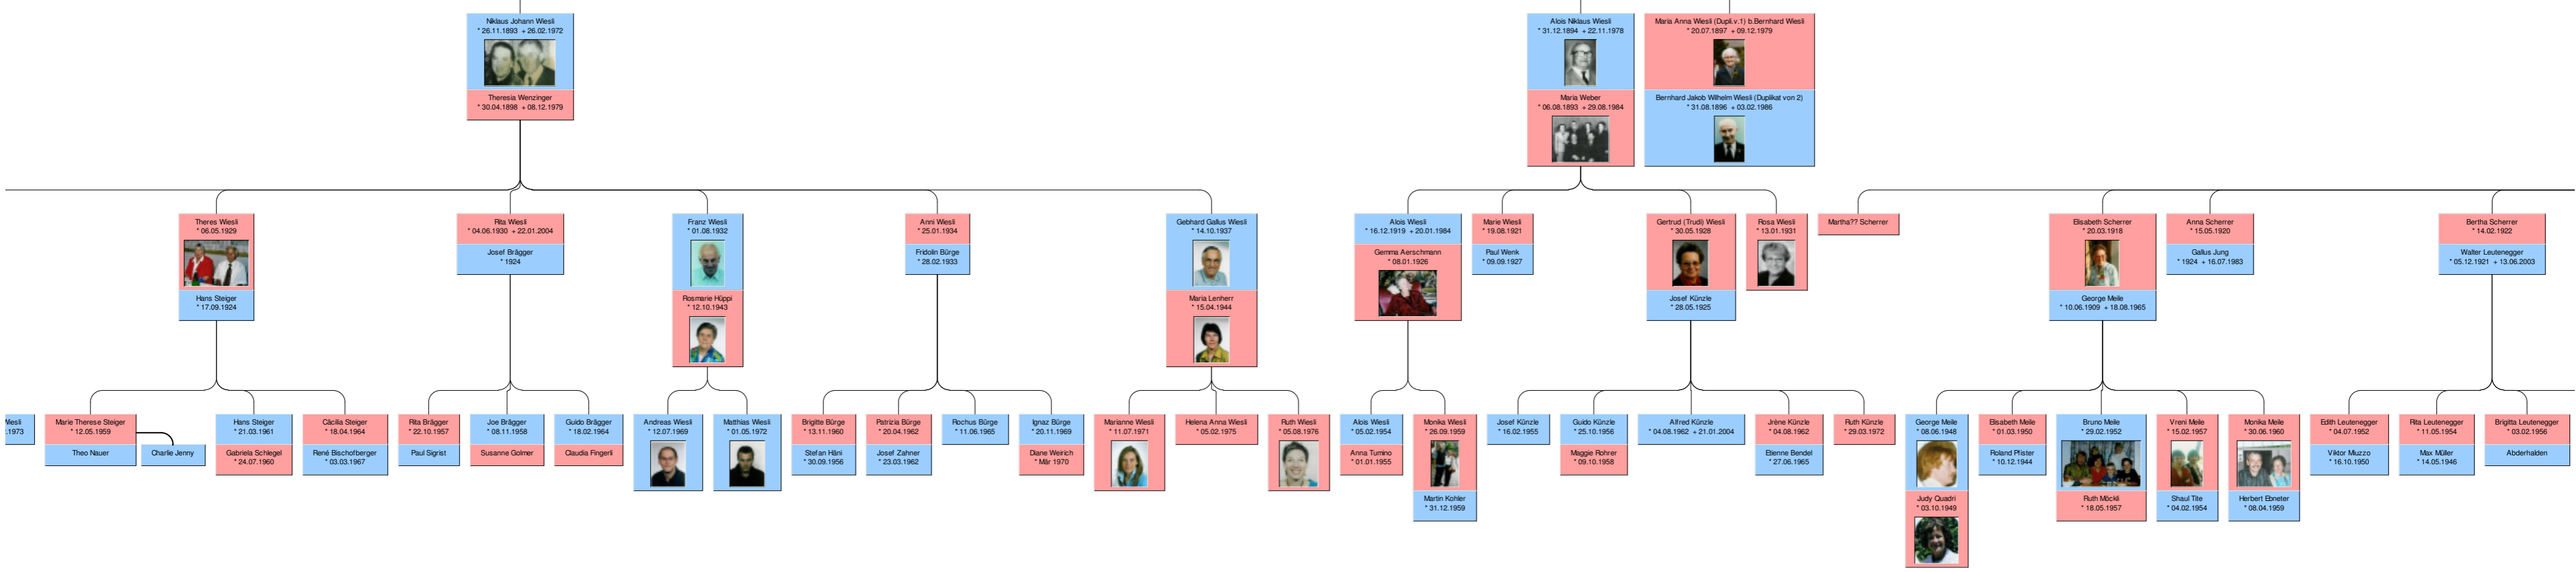 Niklaus Johann Wiesli
* 26.11.1893 + 26.02.1972
Theresia Wenzinger
* 30.04.1898 + 08.12.1979
Alois Niklaus Wiesli
* 31.12.1894 + 22.11.1978
Maria Weber
* 06.08.1893 + 29.08.1984
Maria Anna Wiesli (Dupli.v.1) b.Bernhard Wiesli
* 20.07.1897 + 09.12.1979
Bernhard Jakob Wilhelm Wiesli (Duplikat von 2)
* 31.08.1896 + 03.02.1986
Theres Wiesli
* 06.05.1929
Hans Steiger
* 17.09.1924
Rita Wiesli
* 04.06.1930 + 22.01.2004
Josef Brägger
* 1924
Franz Wiesli
* 01.08.1932
Rosmarie Hüppi
* 12.10.1943
Anni Wiesli
* 25.01.1934
Fridolin Bürge
* 28.02.1933
Gebhard Gallus Wiesli
* 14.10.1937
Maria Lenherr
* 15.04.1944
Alois Wiesli
* 16.12.1919 + 20.01.1984
Gemma Aerschmann
* 08.01.1926
Marie Wiesli
* 19.08.1921
Paul Wenk
* 09.09.1927
Gertrud (Trudi) Wiesli
* 30.05.1928
Josef Künzle
* 28.05.1925
Rosa Wiesli
* 13.01.1931
Martha?? Scherrer
Elisabeth Scherrer
* 20.03.1918
George Meile
* 10.06.1909 + 18.08.1965
Anna Scherrer
* 15.05.1920
Gallus Jung
* 1924 + 16.07.1983
Bertha Scherrer
* 14.02.1922
Walter Leutenegger
* 05.12.1921 + 13.06.2003
Wiesli
.1973
Marie Therese Steiger
* 12.05.1959
Theo Nauer
Charlie Jenny
Hans Steiger
* 21.03.1961
Gabriela Schlegel
* 24.07.1960
Cäcilia Steiger
* 18.04.1964
René Bischofberger
* 03.03.1967
Rita Brägger
* 22.10.1957
Paul Sigrist
Joe Brägger
* 08.11.1958
Susanne Golmer
Guido Brägger
* 18.02.1964
Claudia Fingerli
Andreas Wiesli
* 12.07.1969
Matthias Wiesli
* 01.05.1972
Brigitte Bürge
* 13.11.1960
Stefan Häni
* 30.09.1956
Patrizia Bürge
* 20.04.1962
Josef Zahner
* 23.03.1962
Rochus Bürge
* 11.06.1965
Ignaz Bürge
* 20.11.1969
Diane Weirich
* Mär 1970
Marianne Wiesli
* 11.07.1971
Helena Anna Wiesli
* 05.02.1975
Ruth Wiesli
* 05.08.1976
Alois Wiesli
* 05.02.1954
Anna Tumino
* 01.01.1955
Monika Wiesli
* 26.09.1959
Martin Kohler
* 31.12.1959
Josef Künzle
* 16.02.1955
Guido Künzle
* 25.10.1956
Maggie Rohrer
* 09.10.1958
Alfred Künzle
* 04.08.1962 + 21.01.2004
Jrène Künzle
* 04.08.1962
Etienne Bendel
* 27.06.1965
Ruth Künzle
* 29.03.1972
George Meile
* 08.06.1948
Judy Quadri
* 03.10.1949
Elisabeth Meile
* 01.03.1950
Roland Pfister
* 10.12.1944
Bruno Meile
* 29.02.1952
Ruth Möckli
* 18.05.1957
Vreni Meile
* 15.02.1957
Shaul Tite
* 04.02.1954
Monika Meile
* 30.06.1960
Herbert Ebneter
* 08.04.1959
Edith Leutenegger
* 04.07.1952
Viktor Muzzo
* 16.10.1950
Rita Leutenegger
* 11.05.1954
Max Müller
* 14.05.1946
Brigitta Leutenegger
* 03.02.1956
Abderhalden